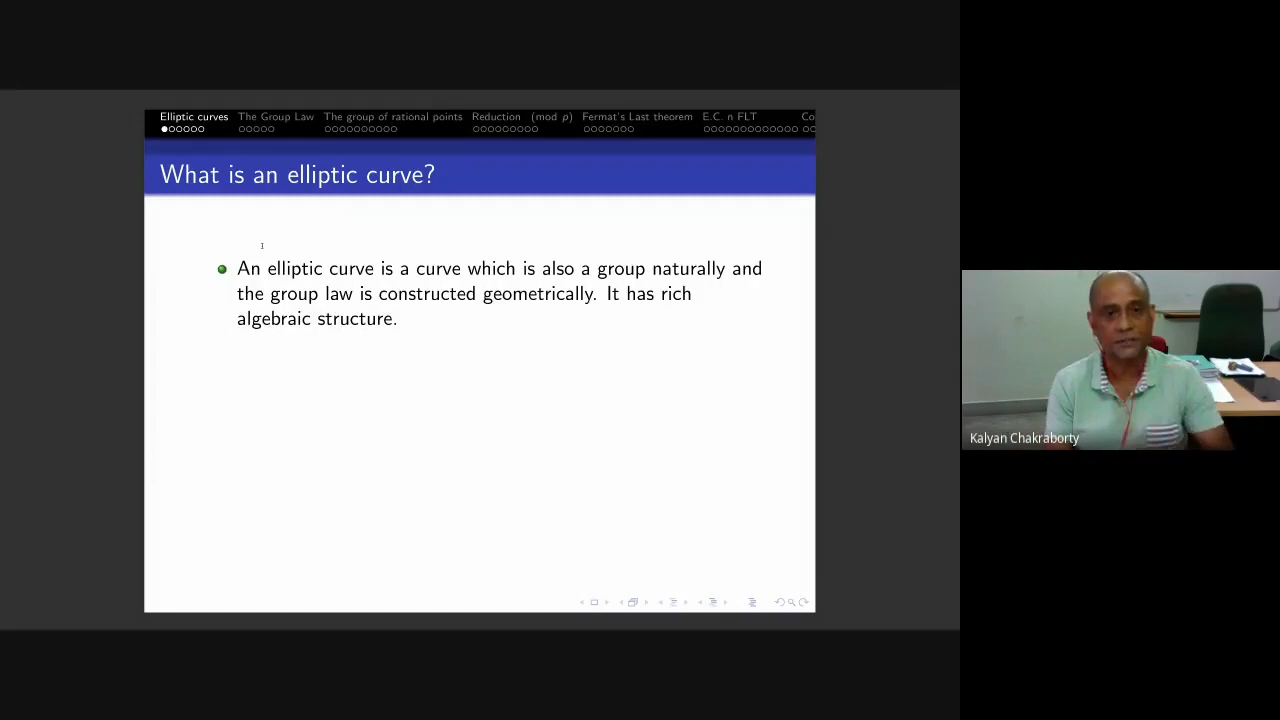 Elliptic curves The Group Law The group of rational points Reduction (mod p) Fermat's Last theorem E.C. n FLT Co
What is an elliptic curve?
An elliptic curve is a curve which is also a group naturally and
the group law is constructed geometrically. It has rich
algebraic structure.
Kalyan Chakraborty